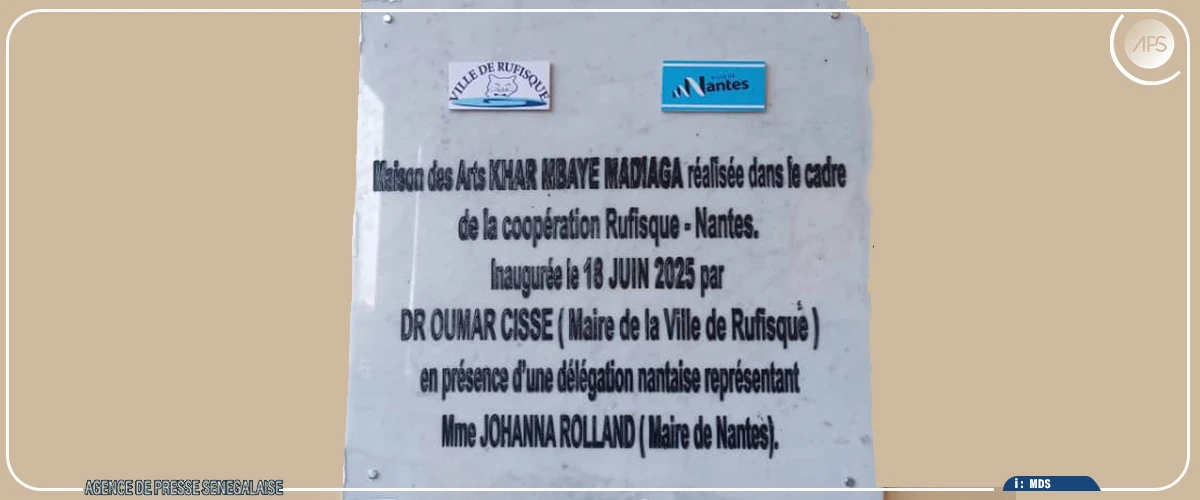 APS
VILLE DE RUFISQUE
VILLE DE
Nantes
Maison des Arts KHAR MBAYE MADIAGA réalisée dans le cadre
de la coopération Rufisque - Nantes.
Inaugurée le 18 JUIN 2025 par
DR OUMAR CISSE ( Maire de la Ville de Rufisque )
en présence d'une délégation nantaise représentant
Mme JOHANNA ROLLAND ( Maire de Nantes).
AGENCE DE PRESSE SENEGALAISE
i : MDS